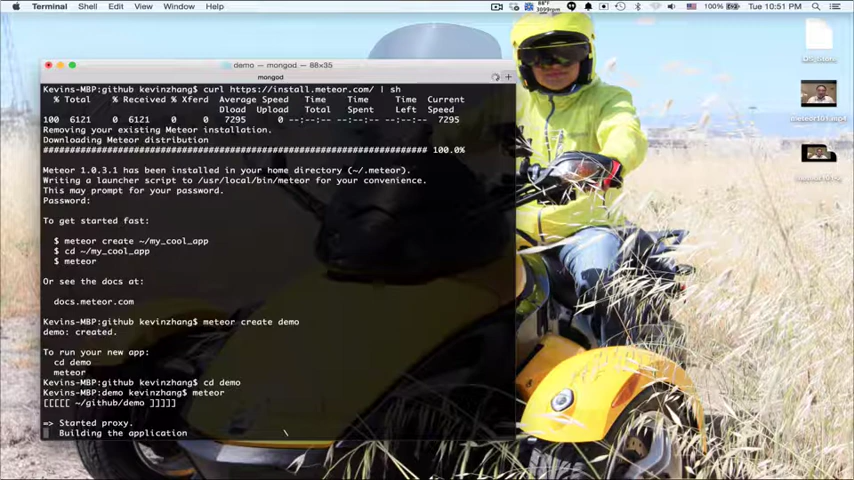 Terminal Shell Edit View Window Help 88°F 3099rpm 100% Tue 10:51 PM
demo — mongod — 88×35
mongod
Kevins-MBP:github kevinzhang$ curl https://install.meteor.com/ | sh
% Total % Received % Xferd Average Speed Time Time Time Current
Dload Upload Total Spent Left Speed
100 6121 0 6121 0 0 7295 0 --:--:-- --:--:-- --:--:-- 7295
Removing your existing Meteor installation.
Downloading Meteor distribution
######################################################################## 100.0%
Meteor 1.0.3.1 has been installed in your home directory (~/.meteor).
Writing a launcher script to /usr/local/bin/meteor for your convenience.
This may prompt for your password.
Password:
To get started fast:
$ meteor create ~/my_cool_app
$ cd ~/my_cool_app
$ meteor
Or see the docs at:
docs.meteor.com
Kevins-MBP:github kevinzhang$ meteor create demo
demo: created.
To run your new app:
cd demo
meteor
Kevins-MBP:github kevinzhang$ cd demo
Kevins-MBP:demo kevinzhang$ meteor
[[[[[ ~/github/demo ]]]]]
=> Started proxy.
Building the application \
meteor101.mp4